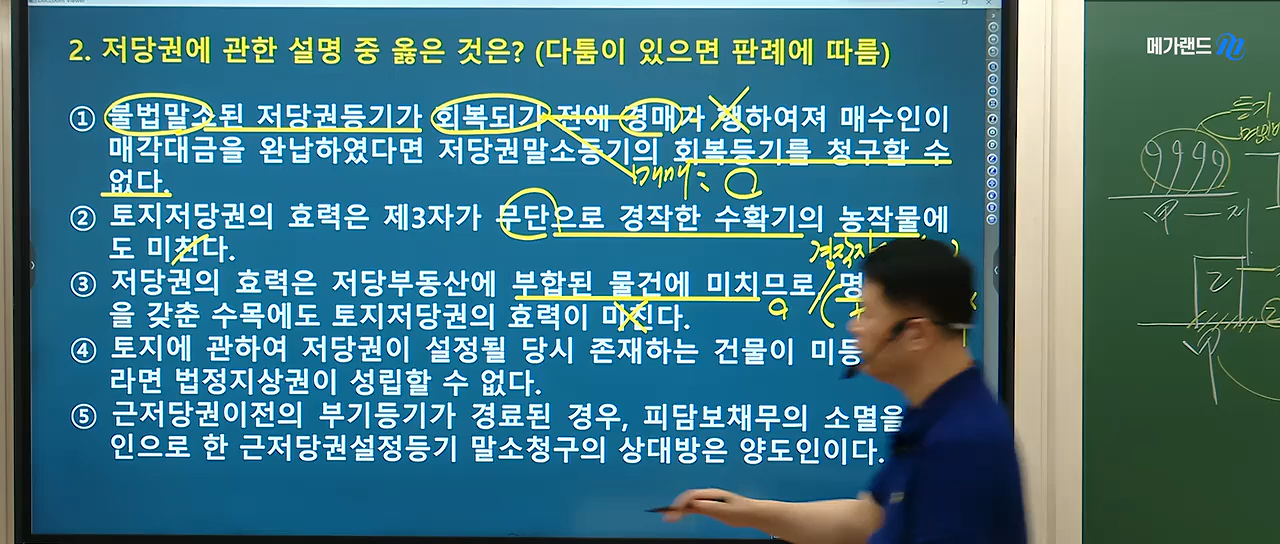 2. 저당권에 관한 설명 중 옳은 것은? (다툼이 있으면 판례에 따름)
메가랜드
① 불법말소된 저당권등기가 회복되기 전에 경매가 행하여져 매수인이
매각대금을 완납하였다면 저당권말소등기의 회복등기를 청구할 수
없다.
매매: O
② 토지저당권의 효력은 제3자가 무단으로 경작한 수확기의 농작물에
도 미친다.
경작자
③ 저당권의 효력은 저당부동산에 부합된 물건에 미치므로 명
을 갖춘 수목에도 토지저당권의 효력이 미친다.
④ 토지에 관하여 저당권이 설정될 당시 존재하는 건물이 미등
라면 법정지상권이 성립할 수 없다.
⑤ 근저당권이전의 부기등기가 경료된 경우, 피담보채무의 소멸을
인으로 한 근저당권설정등기 말소청구의 상대방은 양도인이다.
등기
甲
乙